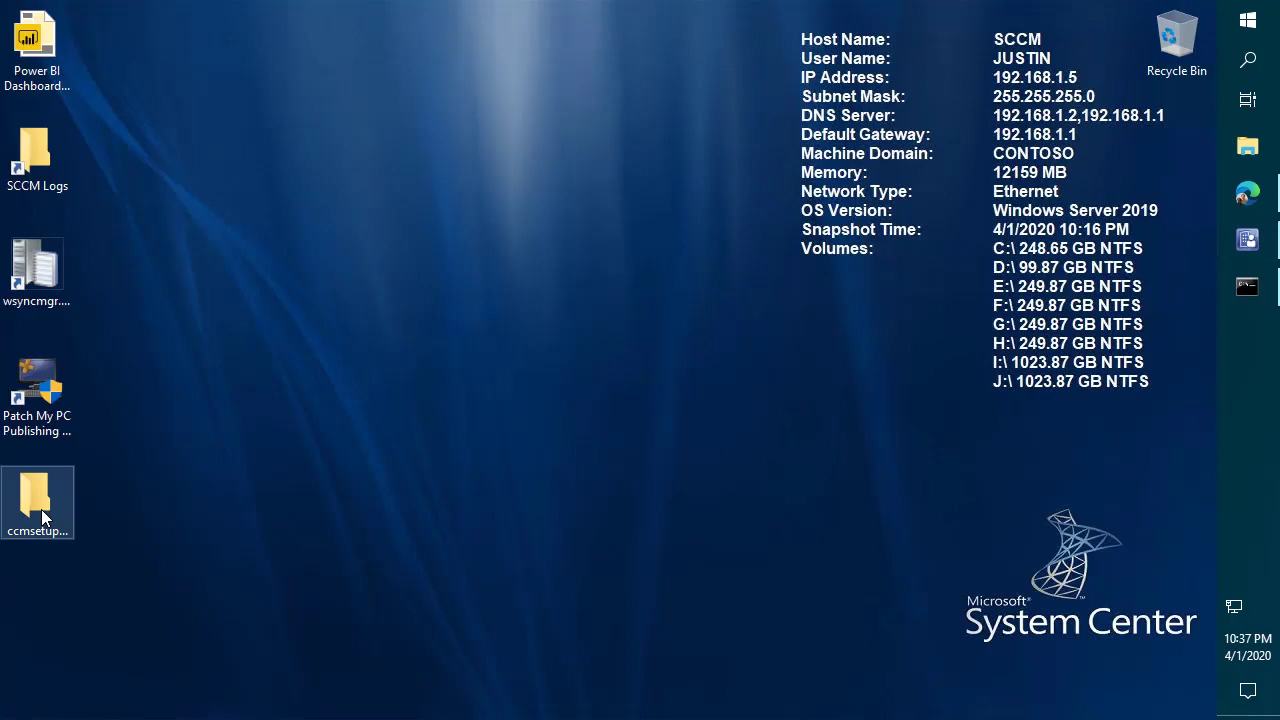 Power BI
Dashboard...
SCCM Logs
wsyncmgr....
Patch My PC
Publishing ...
ccmsetup...
Host Name: SCCM
User Name: JUSTIN
IP Address: 192.168.1.5
Subnet Mask: 255.255.255.0
DNS Server: 192.168.1.2,192.168.1.1
Default Gateway: 192.168.1.1
Machine Domain: CONTOSO
Memory: 12159 MB
Network Type: Ethernet
OS Version: Windows Server 2019
Snapshot Time: 4/1/2020 10:16 PM
Volumes: C:\ 248.65 GB NTFS
D:\ 99.87 GB NTFS
E:\ 249.87 GB NTFS
F:\ 249.87 GB NTFS
G:\ 249.87 GB NTFS
H:\ 249.87 GB NTFS
I:\ 1023.87 GB NTFS
J:\ 1023.87 GB NTFS
Recycle Bin
Microsoft®
System Center
10:37 PM
4/1/2020